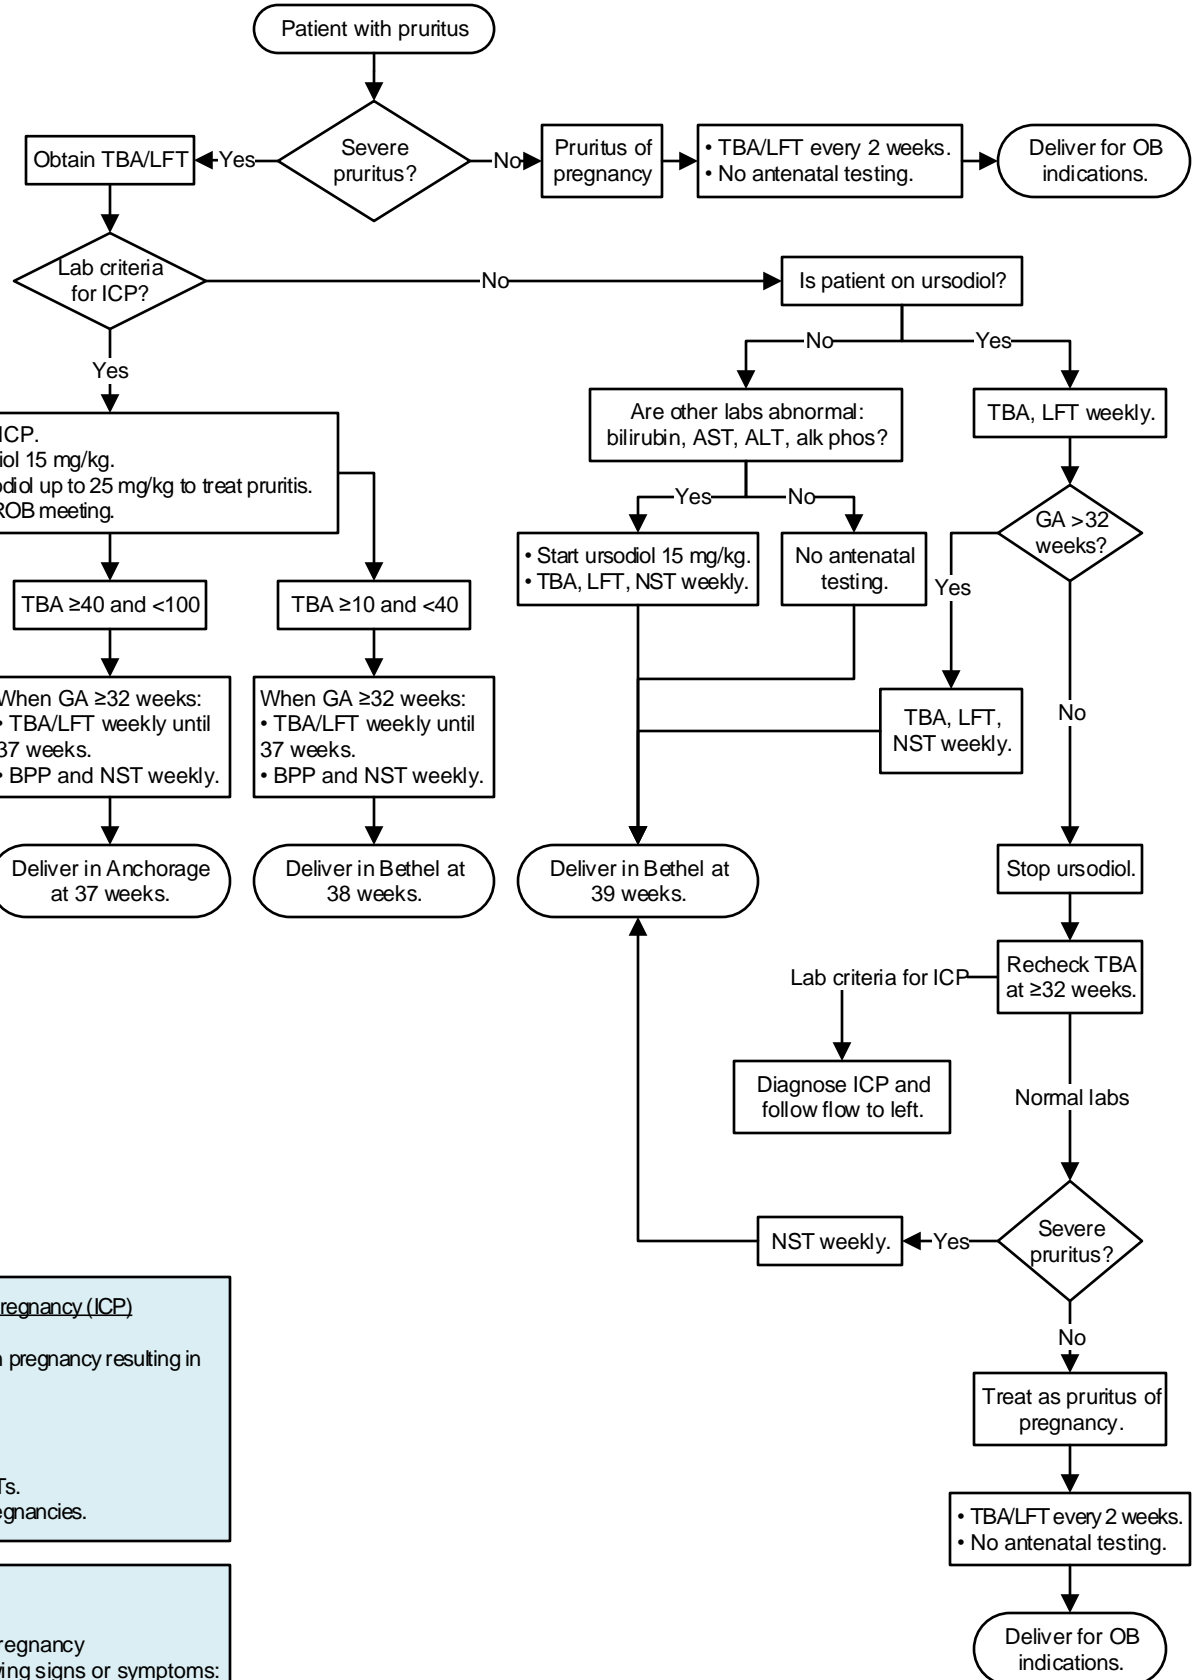 Patient with pruritus
Severe
pruritus?
Yes
No
Obtain TBA/LFT
Pruritus of
pregnancy
• TBA/LFT every 2 weeks.
• No antenatal testing.
Deliver for OB
indications.
Lab criteria
for ICP?
No
Yes
Is patient on ursodiol?
No
Yes
ICP.
iol 15 mg/kg.
odiol up to 25 mg/kg to treat pruritis.
ROB meeting.
Are other labs abnormal:
bilirubin, AST, ALT, alk phos?
TBA, LFT weekly.
Yes
No
• Start ursodiol 15 mg/kg.
• TBA, LFT, NST weekly.
No antenatal
testing.
GA >32
weeks?
Yes
No
TBA ≥40 and <100
TBA ≥10 and <40
When GA ≥32 weeks:
• TBA/LFT weekly until
37 weeks.
• BPP and NST weekly.
When GA ≥32 weeks:
• TBA/LFT weekly until
37 weeks.
• BPP and NST weekly.
TBA, LFT,
NST weekly.
Deliver in Anchorage
at 37 weeks.
Deliver in Bethel at
38 weeks.
Deliver in Bethel at
39 weeks.
Stop ursodiol.
Recheck TBA
at ≥32 weeks.
Lab criteria for ICP
Diagnose ICP and
follow flow to left.
Normal labs
Severe
pruritus?
Yes
NST weekly.
No
Treat as pruritus of
pregnancy.
• TBA/LFT every 2 weeks.
• No antenatal testing.
Deliver for OB
indications.
regnancy (ICP)
n pregnancy resulting in
Ts.
egnancies.
regnancy
ing signs or symptoms: